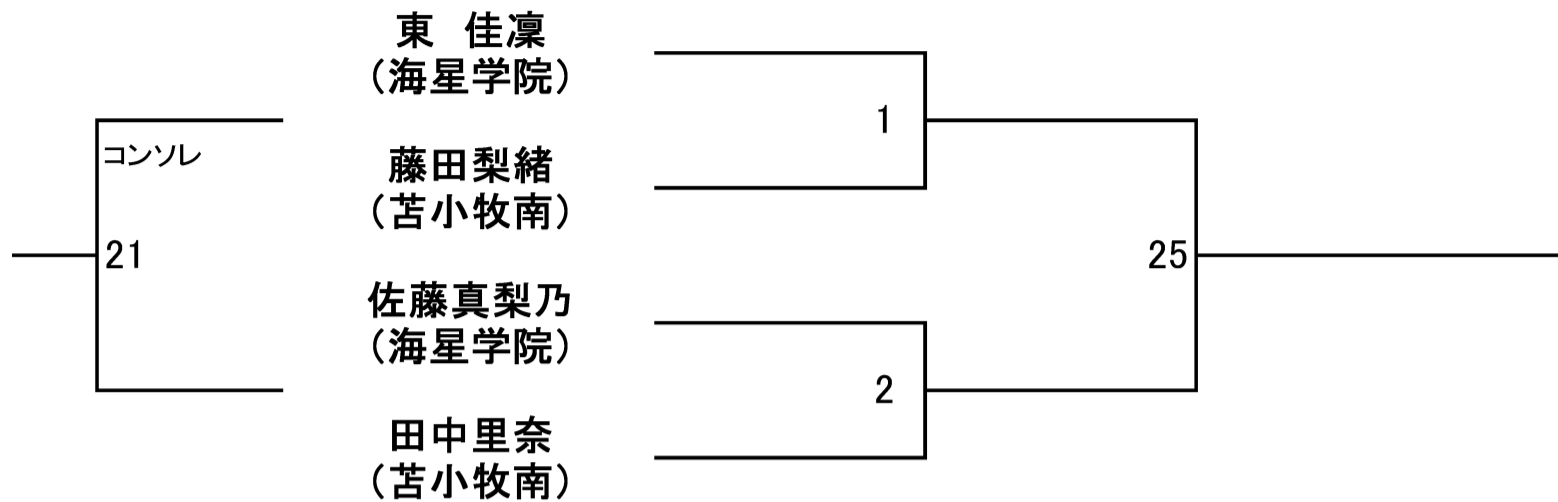 東　佳凜
（海星学院）
1
コンソレ
藤田梨緒
（苫小牧南）
21
25
佐藤真梨乃
（海星学院）
2
田中里奈
（苫小牧南）